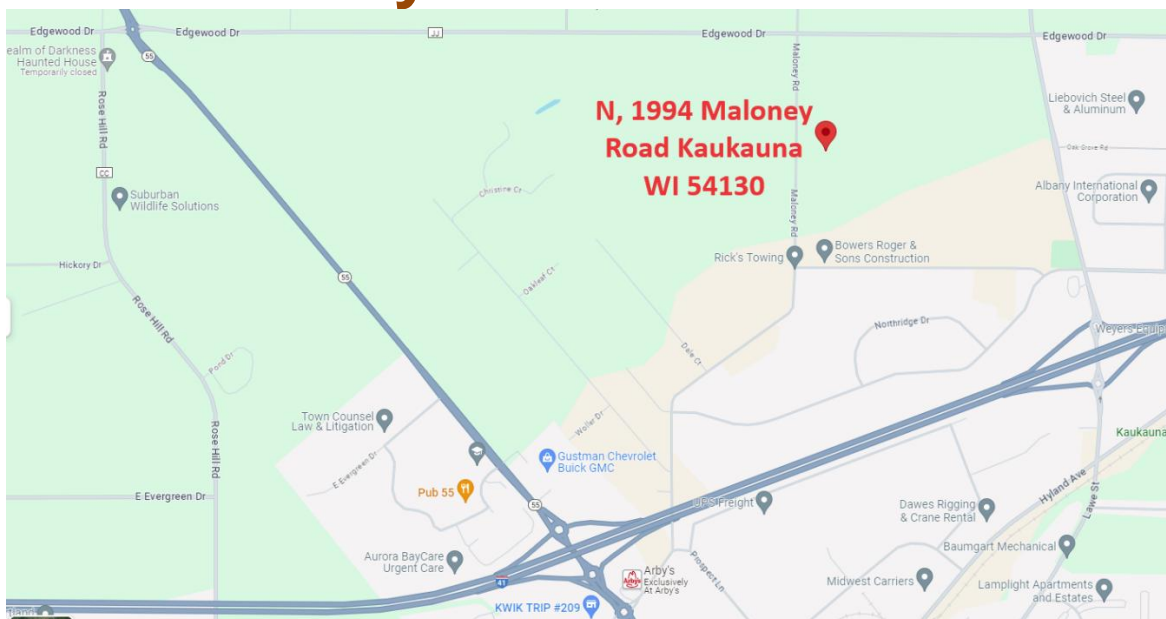 Edgewood Dr
Edgewood Dr
JJ
Edgewood Dr
Edgewood Dr
ealm of Darkness
Haunted House
Temporarily closed
55
Maloney Rd
Rose Hill Rd
Liebovich Steel
& Aluminum
N, 1994 Maloney
Road Kaukauna
WI 54130
Oak Grove Rd
CC
Suburban
Wildlife Solutions
Christine Ct
Albany International
Corporation
Maloney Rd
Hickory Dr
55
Oakleaf Ct
Rick's Towing
Bowers Roger &
Sons Construction
Rose Hill Rd
Northridge Dr
Weyers Equip
Pond Dr
Dale Ct
Town Counsel
Law & Litigation
Woller Dr
Rose Hill Rd
E Evergreen Dr
Gustman Chevrolet
Buick GMC
Kaukauna
Pub 55
E Evergreen Dr
55
UPS Freight
Hyland Ave
Lawe St
Dawes Rigging
& Crane Rental
Baumgart Mechanical
Aurora BayCare
Urgent Care
41
Arby's
Arby's
Exclusively
At Arby's
Prospect Ln
Midwest Carriers
Lamplight Apartments
and Estates
KWIK TRIP #209